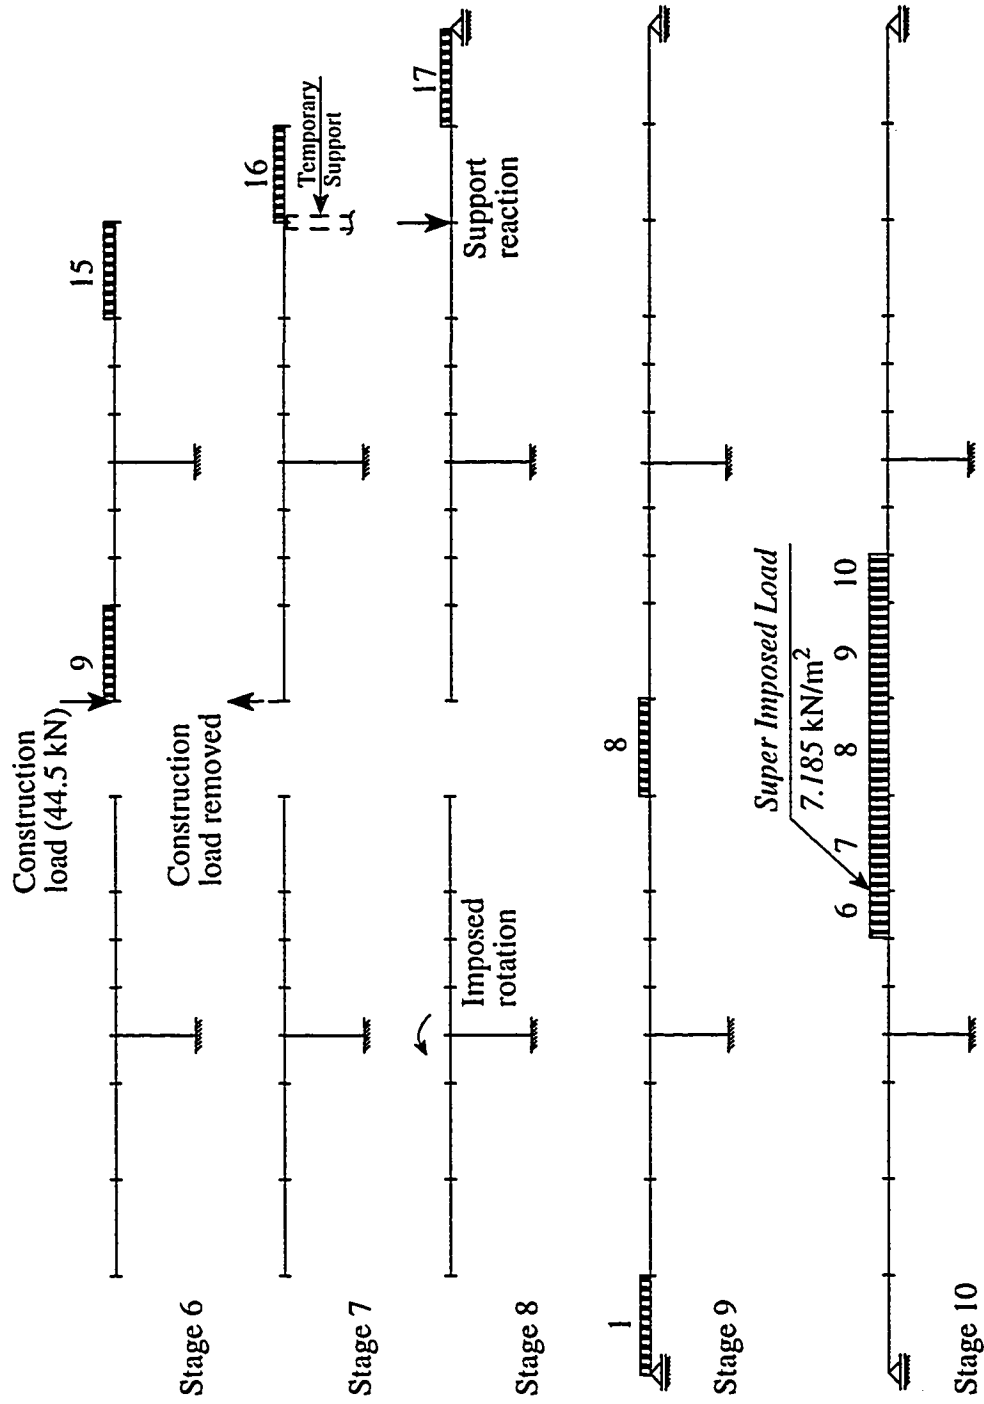 Construction
load (44.5 kN)
9
15
Stage 6
Construction
load removed
16
Temporary
Support
Stage 7
Imposed
rotation
Support
reaction
17
Stage 8
1
8
Stage 9
Super Imposed Load
7.185 kN/m²
6 7 8 9 10
Stage 10